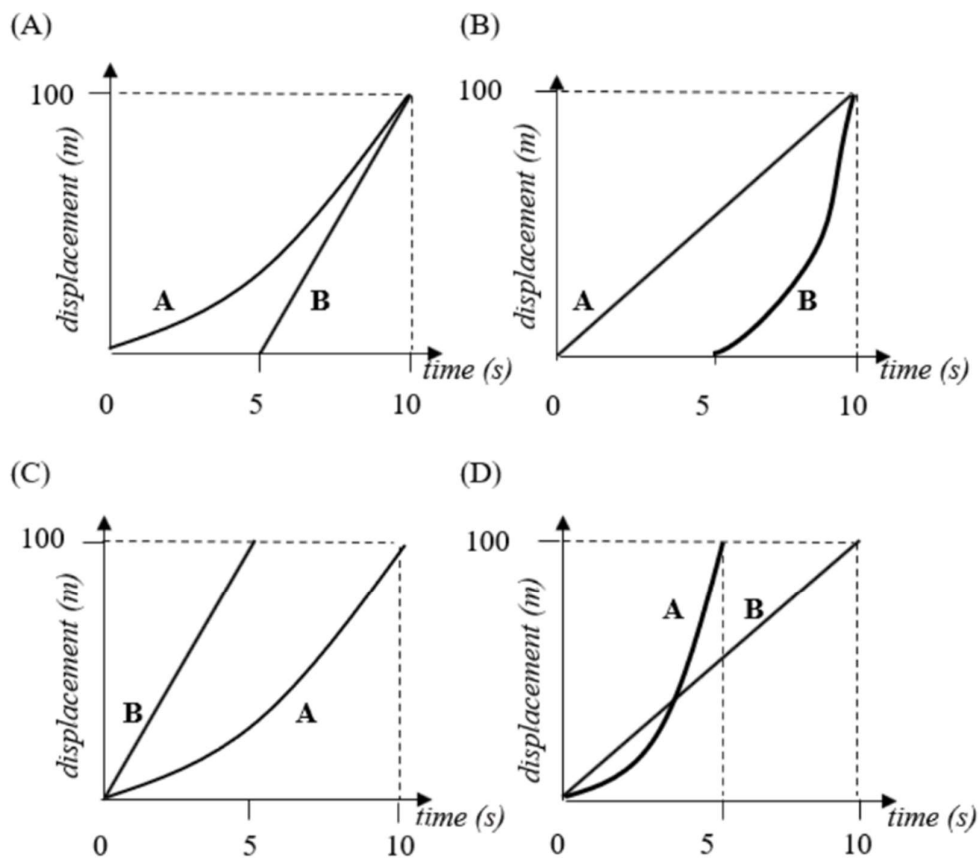 (A)
100
displacement (m)
A
B
time (s)
0 5 10
(B)
100
displacement (m)
A
B
time (s)
0 5 10
(C)
100
displacement (m)
B
A
time (s)
0 5 10
(D)
100
displacement (m)
A
B
time (s)
0 5 10